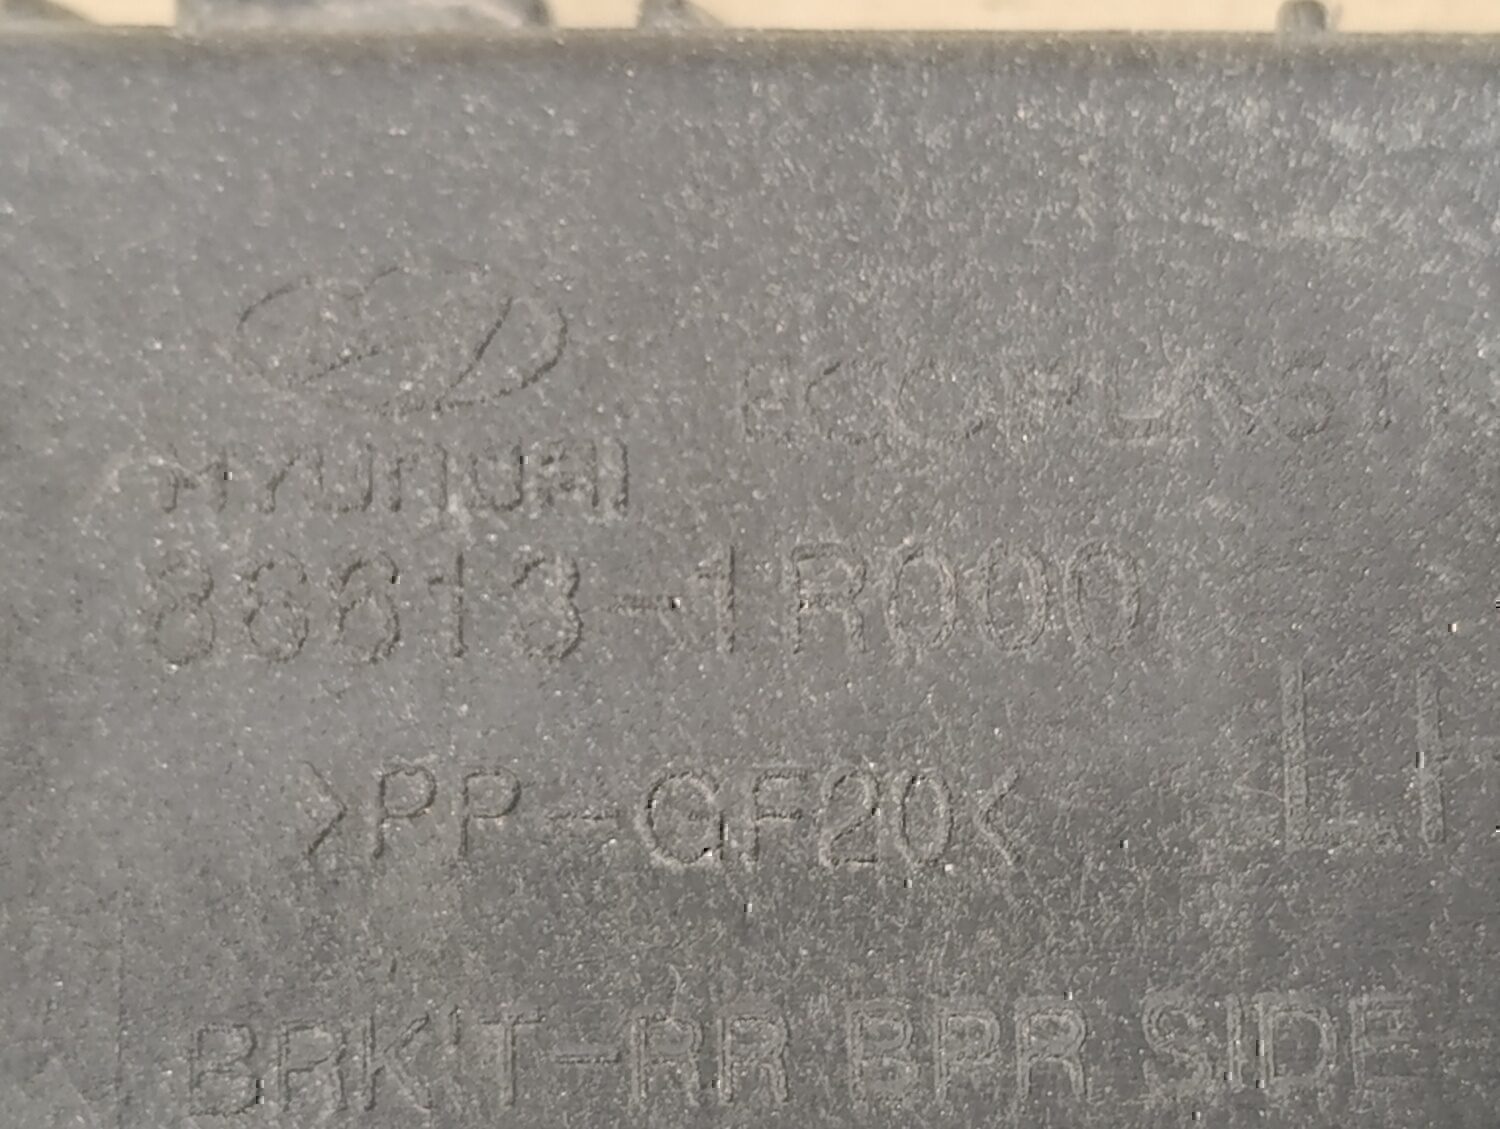 ECOPLAST
HYUNDAI
86613-1R000
LH
>PP-GF20<
BRK'T-RR BPR SIDE